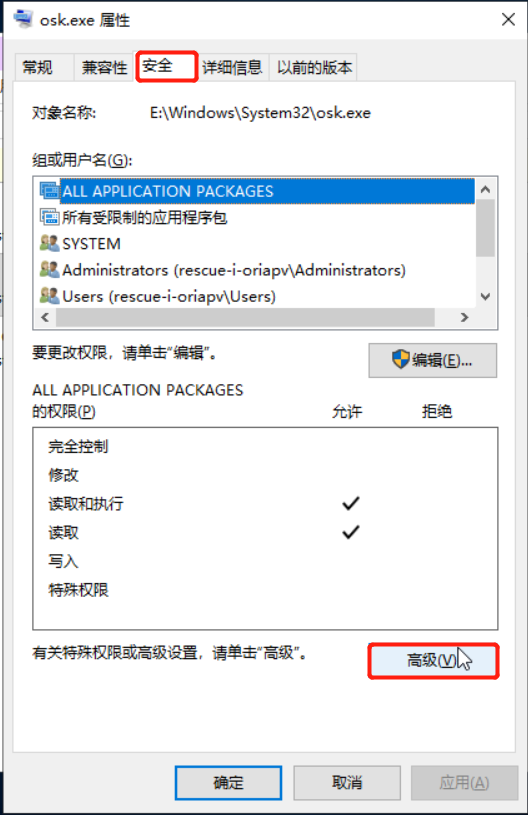 osk.exe 属性
常规 兼容性 安全 详细信息 以前的版本
对象名称: E:\Windows\System32\osk.exe
组或用户名(G):
ALL APPLICATION PACKAGES
所有受限制的应用程序包
SYSTEM
Administrators (rescue-i-oriapv\Administrators)
Users (rescue-i-oriapv\Users)
要更改权限，请单击“编辑”。
编辑(E)...
ALL APPLICATION PACKAGES
的权限(P) 允许 拒绝
完全控制
修改
读取和执行
读取
写入
特殊权限
有关特殊权限或高级设置，请单击“高级”。
高级(V)
确定 取消 应用(A)